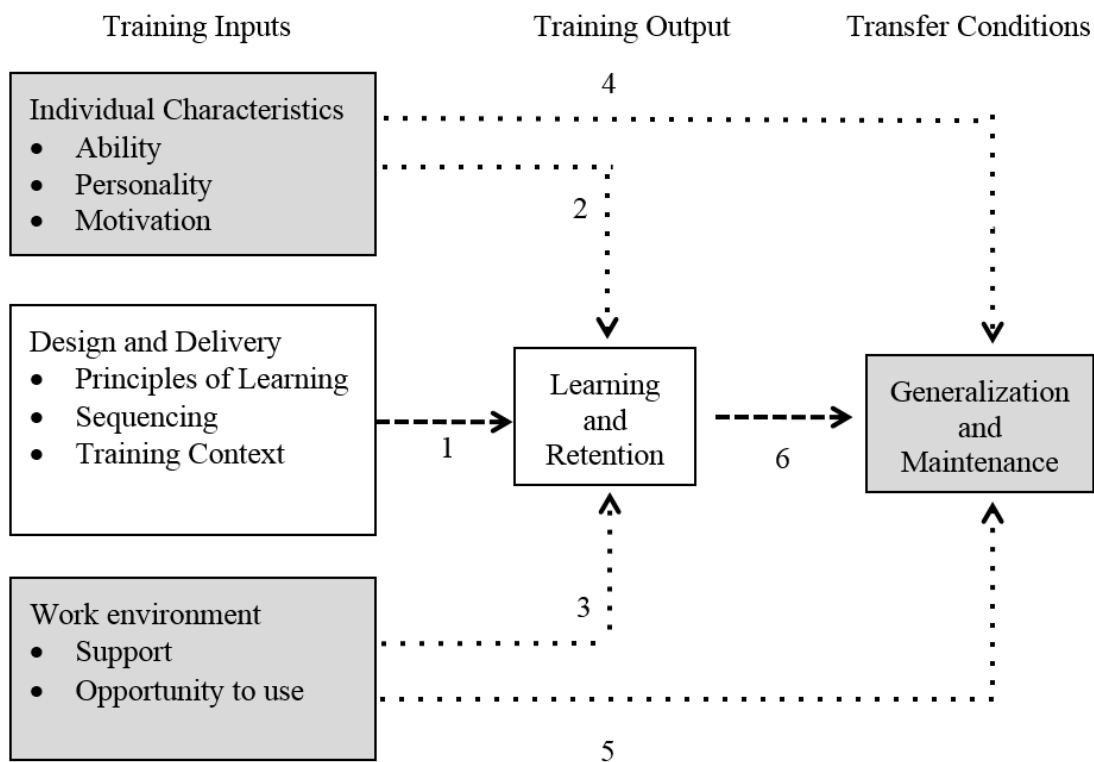 Training Inputs
Training Output
Transfer Conditions
4
Individual Characteristics
• Ability
• Personality
• Motivation
2
Design and Delivery
• Principles of Learning
• Sequencing
• Training Context
1
Learning
and
Retention
6
Generalization
and
Maintenance
Work environment
• Support
• Opportunity to use
3
5